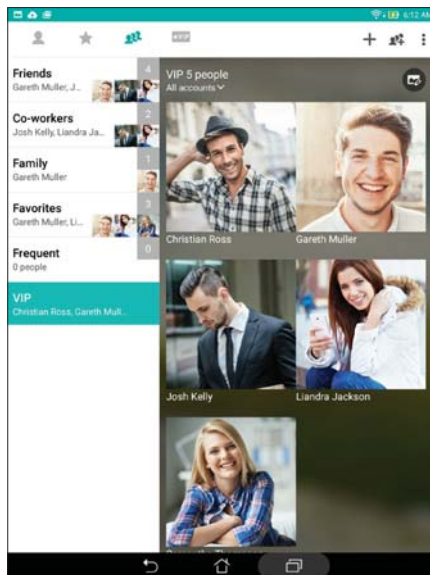 6:12 AM
VIP
Friends
4
Gareth Muller, J...
Co-workers
2
Josh Kelly, Liandra Ja...
Family
1
Gareth Muller
Favorites
3
Gareth Muller, Li...
Frequent
0
0 people
VIP
Christian Ross, Gareth Mull...
VIP 5 people
All accounts
Christian Ross
Gareth Muller
Josh Kelly
Liandra Jackson